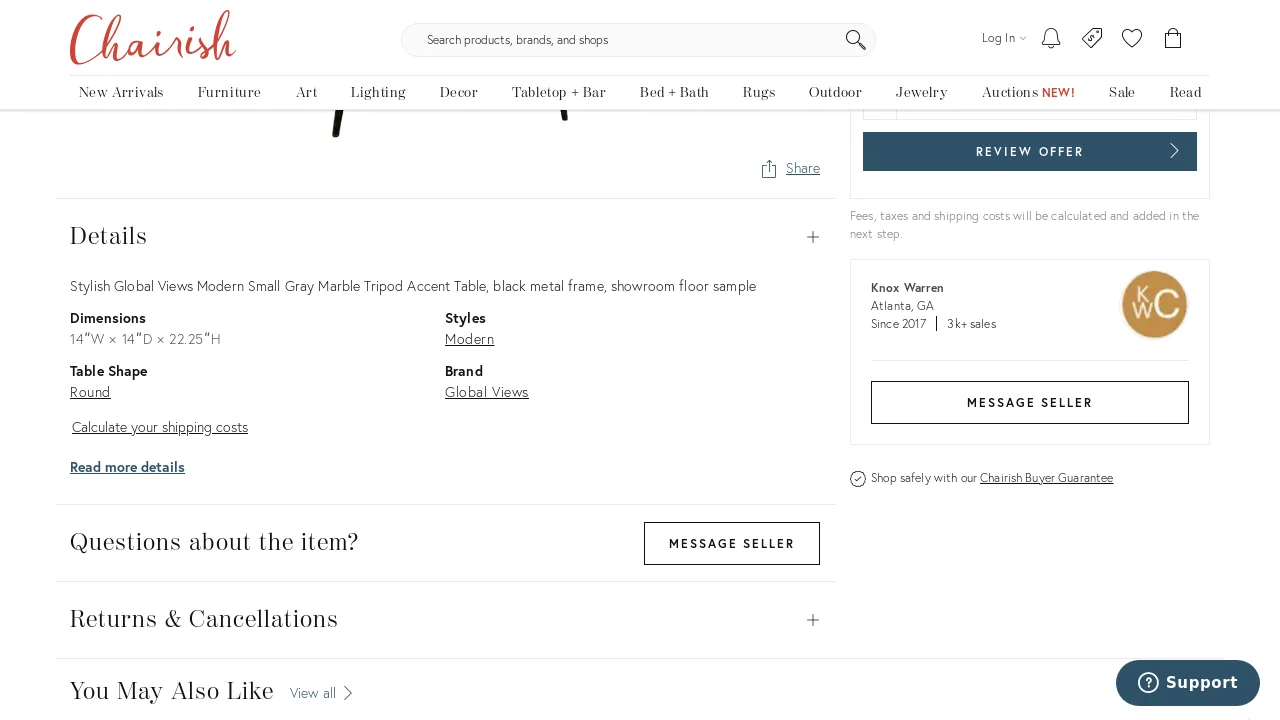 Chairish
Search products, brands, and shops
Log In
New Arrivals Furniture Art Lighting Decor Tabletop + Bar Bed + Bath Rugs Outdoor Jewelry Auctions NEW! Sale Read
REVIEW OFFER
Share
Fees, taxes and shipping costs will be calculated and added in the
next step.
Details
Stylish Global Views Modern Small Gray Marble Tripod Accent Table, black metal frame, showroom floor sample
Dimensions
14ʺW × 14ʺD × 22.25ʺH
Styles
Modern
Table Shape
Round
Brand
Global Views
Calculate your shipping costs
Read more details
Knox Warren
Atlanta, GA
Since 2017 3k+ sales
KWC
MESSAGE SELLER
Shop safely with our Chairish Buyer Guarantee
Questions about the item?
MESSAGE SELLER
Returns & Cancellations
You May Also Like View all
Support